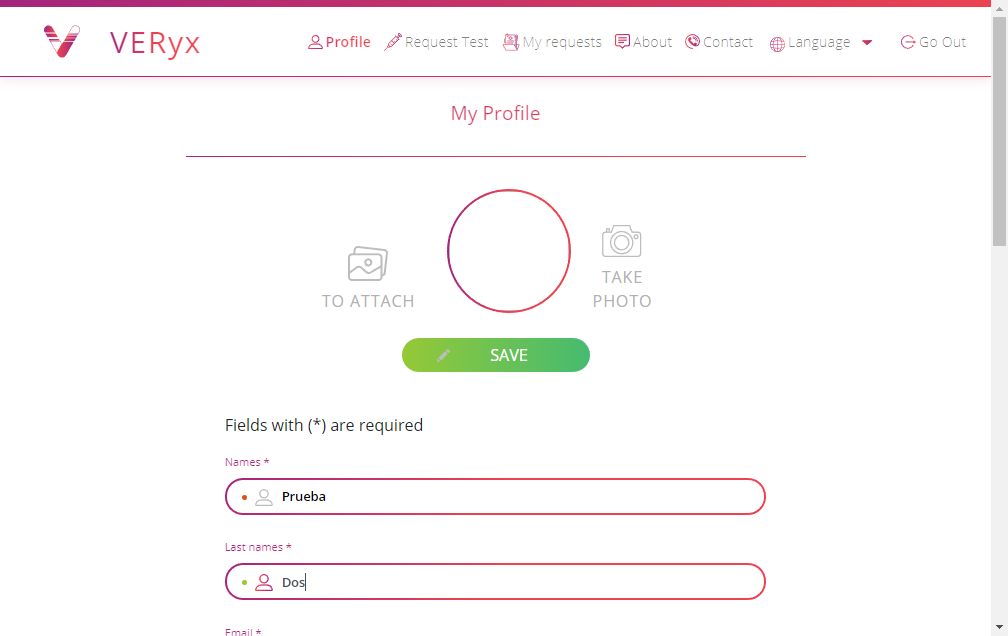 VERyx
Profile Request Test My requests About Contact Language Go Out
My Profile
TO ATTACH
TAKE
PHOTO
SAVE
Fields with (*) are required
Names *
Prueba
Last names *
Dos
Email *